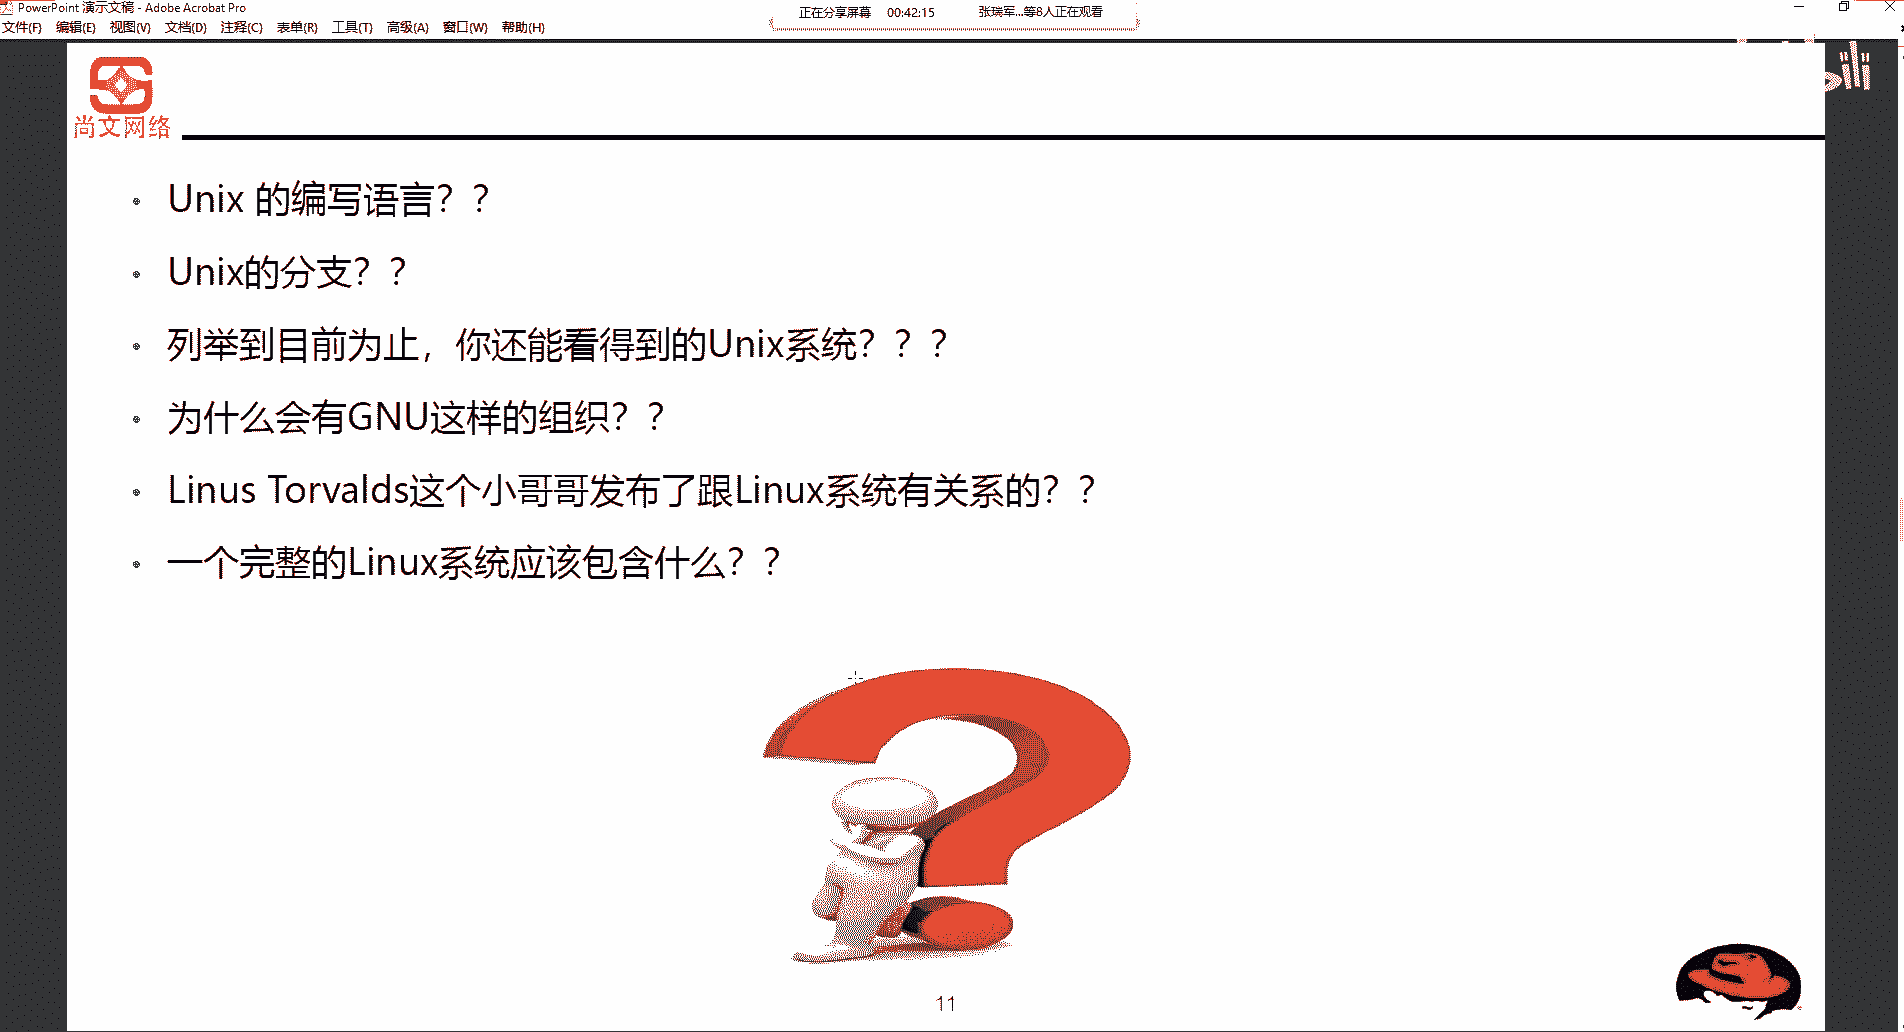 PowerPoint 演示文稿 - Adobe Acrobat Pro
正在分享屏幕 00:42:15 张瑞军...等8人正在观看
文件(F) 编辑(E) 视图(V) 文档(D) 注释(C) 表单(R) 工具(T) 高级(A) 窗口(W) 帮助(H)
尚文网络
Unix 的编写语言？？
Unix的分支？？
列举到目前为止，你还能看得到的Unix系统？？？
为什么会有GNU这样的组织？？
Linus Torvalds这个小哥哥发布了跟Linux系统有关系的？？
一个完整的Linux系统应该包含什么？？
11